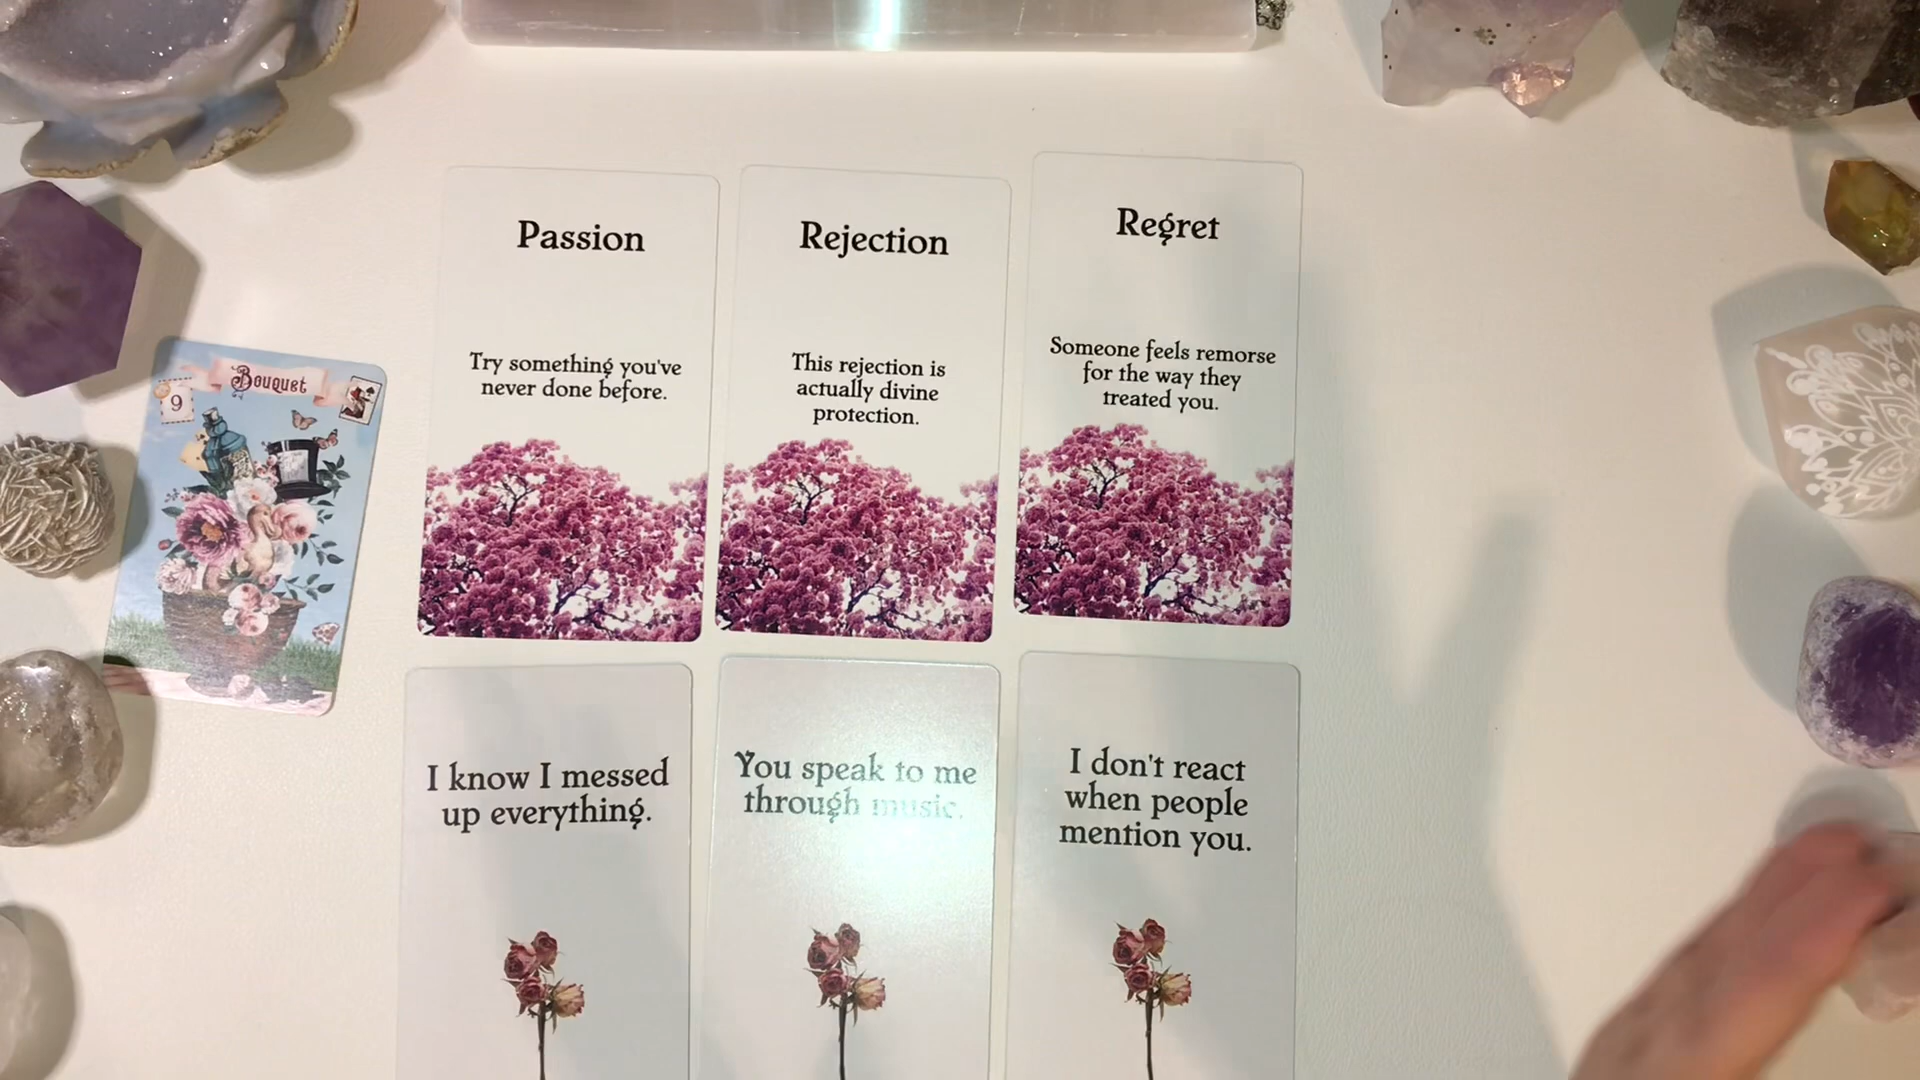 Passion
Try something you've
never done before.
Rejection
This rejection is
actually divine
protection.
Regret
Someone feels remorse
for the way they
treated you.
Bouquet
9
I know I messed
up everything.
You speak to me
through music.
I don't react
when people
mention you.